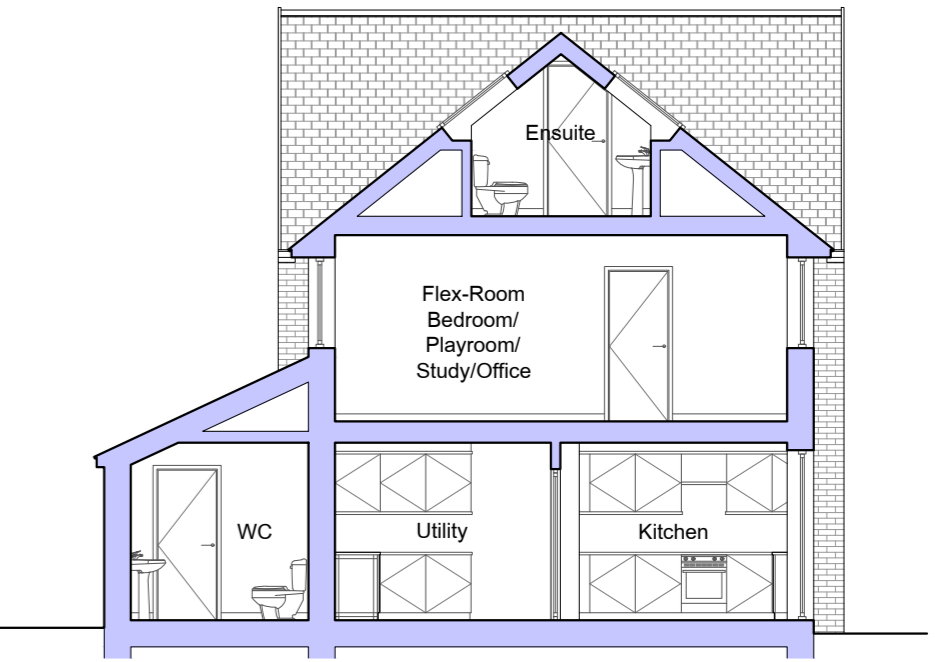 Ensuite
Flex-Room
Bedroom/
Playroom/
Study/Office
WC
Utility
Kitchen